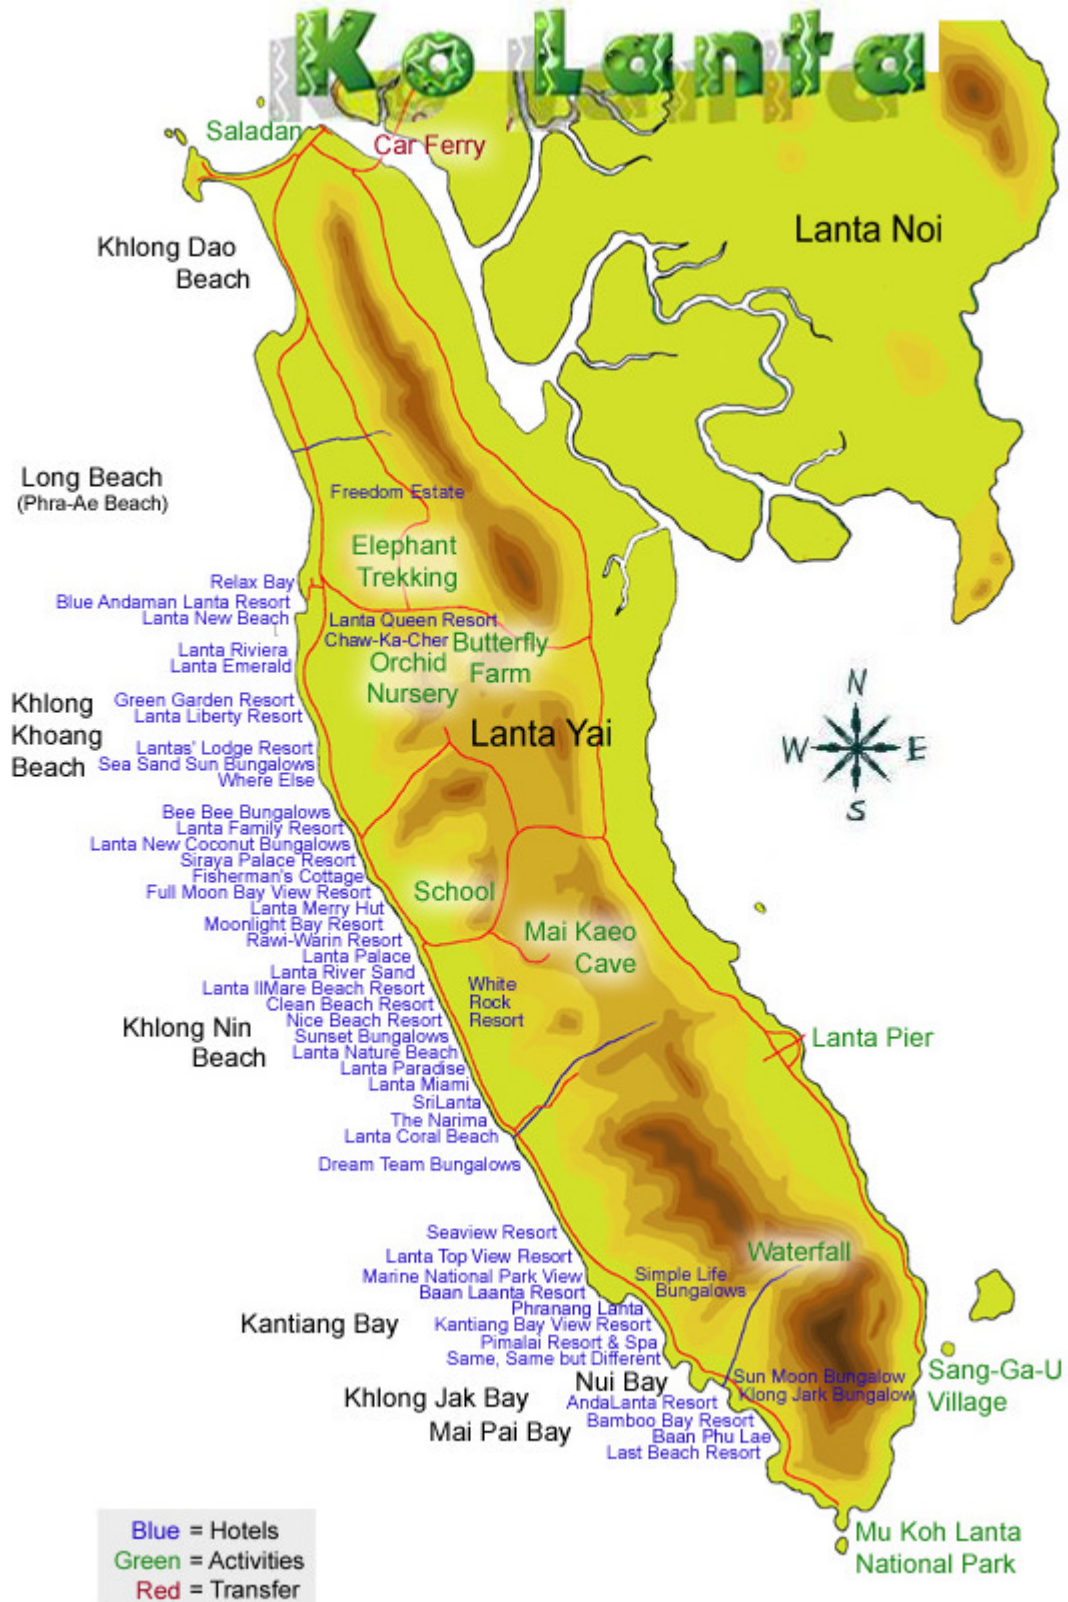 Ko Lanta
Saladan
Car Ferry
Lanta Noi
Khlong Dao
Beach
Long Beach
(Phra-Ae Beach)
Freedom Estate
Elephant
Trekking
Relax Bay
Blue Andaman Lanta Resort
Lanta New Beach
Lanta Queen Resort
Chaw-Ka-Cher
Butterfly
Farm
Orchid
Nursery
Lanta Riviera
Lanta Emerald
Khlong
Khoang
Beach
Green Garden Resort
Lanta Liberty Resort
Lanta Yai
Lantas' Lodge Resort
Sea Sand Sun Bungalows
Where Else
N
W
E
S
Bee Bee Bungalows
Lanta Family Resort
Lanta New Coconut Bungalows
Siraya Palace Resort
Fisherman's Cottage
Full Moon Bay View Resort
Lanta Merry Hut
Moonlight Bay Resort
Rawi-Warin Resort
Lanta Palace
Lanta River Sand
Lanta IlMare Beach Resort
Clean Beach Resort
Nice Beach Resort
Sunset Bungalows
Lanta Nature Beach
Lanta Paradise
Lanta Miami
SriLanta
The Narima
Lanta Coral Beach
Dream Team Bungalows
School
Mai Kaeo
Cave
White
Rock
Resort
Khlong Nin
Beach
Lanta Pier
Waterfall
Seaview Resort
Lanta Top View Resort
Marine National Park View
Baan Laanta Resort
Phranang Lanta
Kantiang Bay View Resort
Pimalai Resort & Spa
Same, Same but Different
Simple Life
Bungalows
Kantiang Bay
Nui Bay
Khlong Jak Bay
Mai Pai Bay
Sun Moon Bungalow
Klong Jark Bungalow
AndaLanta Resort
Bamboo Bay Resort
Baan Phu Lae
Last Beach Resort
Sang-Ga-U
Village
Mu Koh Lanta
National Park
Blue = Hotels
Green = Activities
Red = Transfer